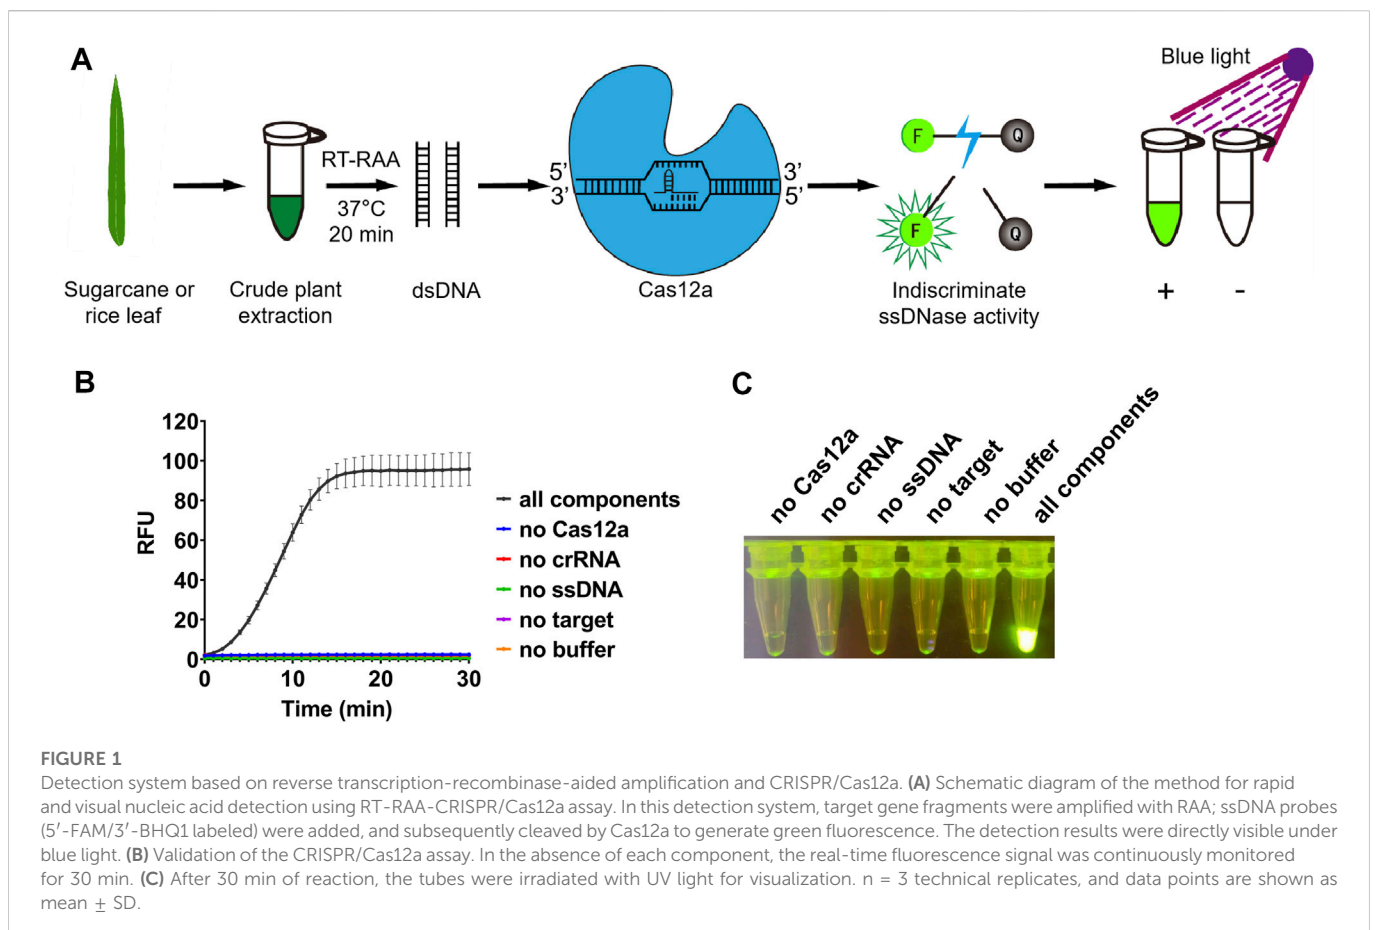 A
Blue light
RT-RAA
37°C
20 min
5’
3’
3’
5’
F
Q
F
Q
Sugarcane or
rice leaf
Crude plant
extraction
dsDNA
Cas12a
Indiscriminate
ssDNase activity
+
-
B
RFU
120
100
80
60
40
20
0
0
10
20
30
Time (min)
all components
no Cas12a
no crRNA
no ssDNA
no target
no buffer
C
no Cas12a
no crRNA
no ssDNA
no target
no buffer
all components
FIGURE 1
Detection system based on reverse transcription-recombinase-aided amplification and CRISPR/Cas12a. (A) Schematic diagram of the method for rapid
and visual nucleic acid detection using RT-RAA-CRISPR/Cas12a assay. In this detection system, target gene fragments were amplified with RAA; ssDNA probes
(5′-FAM/3′-BHQ1 labeled) were added, and subsequently cleaved by Cas12a to generate green fluorescence. The detection results were directly visible under
blue light. (B) Validation of the CRISPR/Cas12a assay. In the absence of each component, the real-time fluorescence signal was continuously monitored
for 30 min. (C) After 30 min of reaction, the tubes were irradiated with UV light for visualization. n = 3 technical replicates, and data points are shown as
mean ± SD.